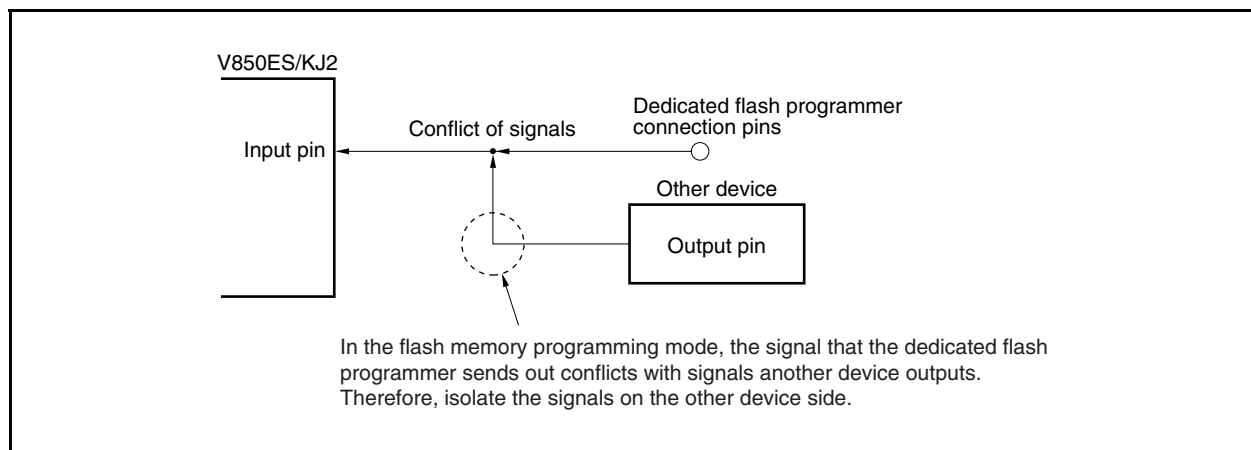 V850ES/KJ2
Input pin
Conflict of signals
Dedicated flash programmer
connection pins
Other device
Output pin
In the flash memory programming mode, the signal that the dedicated flash
programmer sends out conflicts with signals another device outputs.
Therefore, isolate the signals on the other device side.